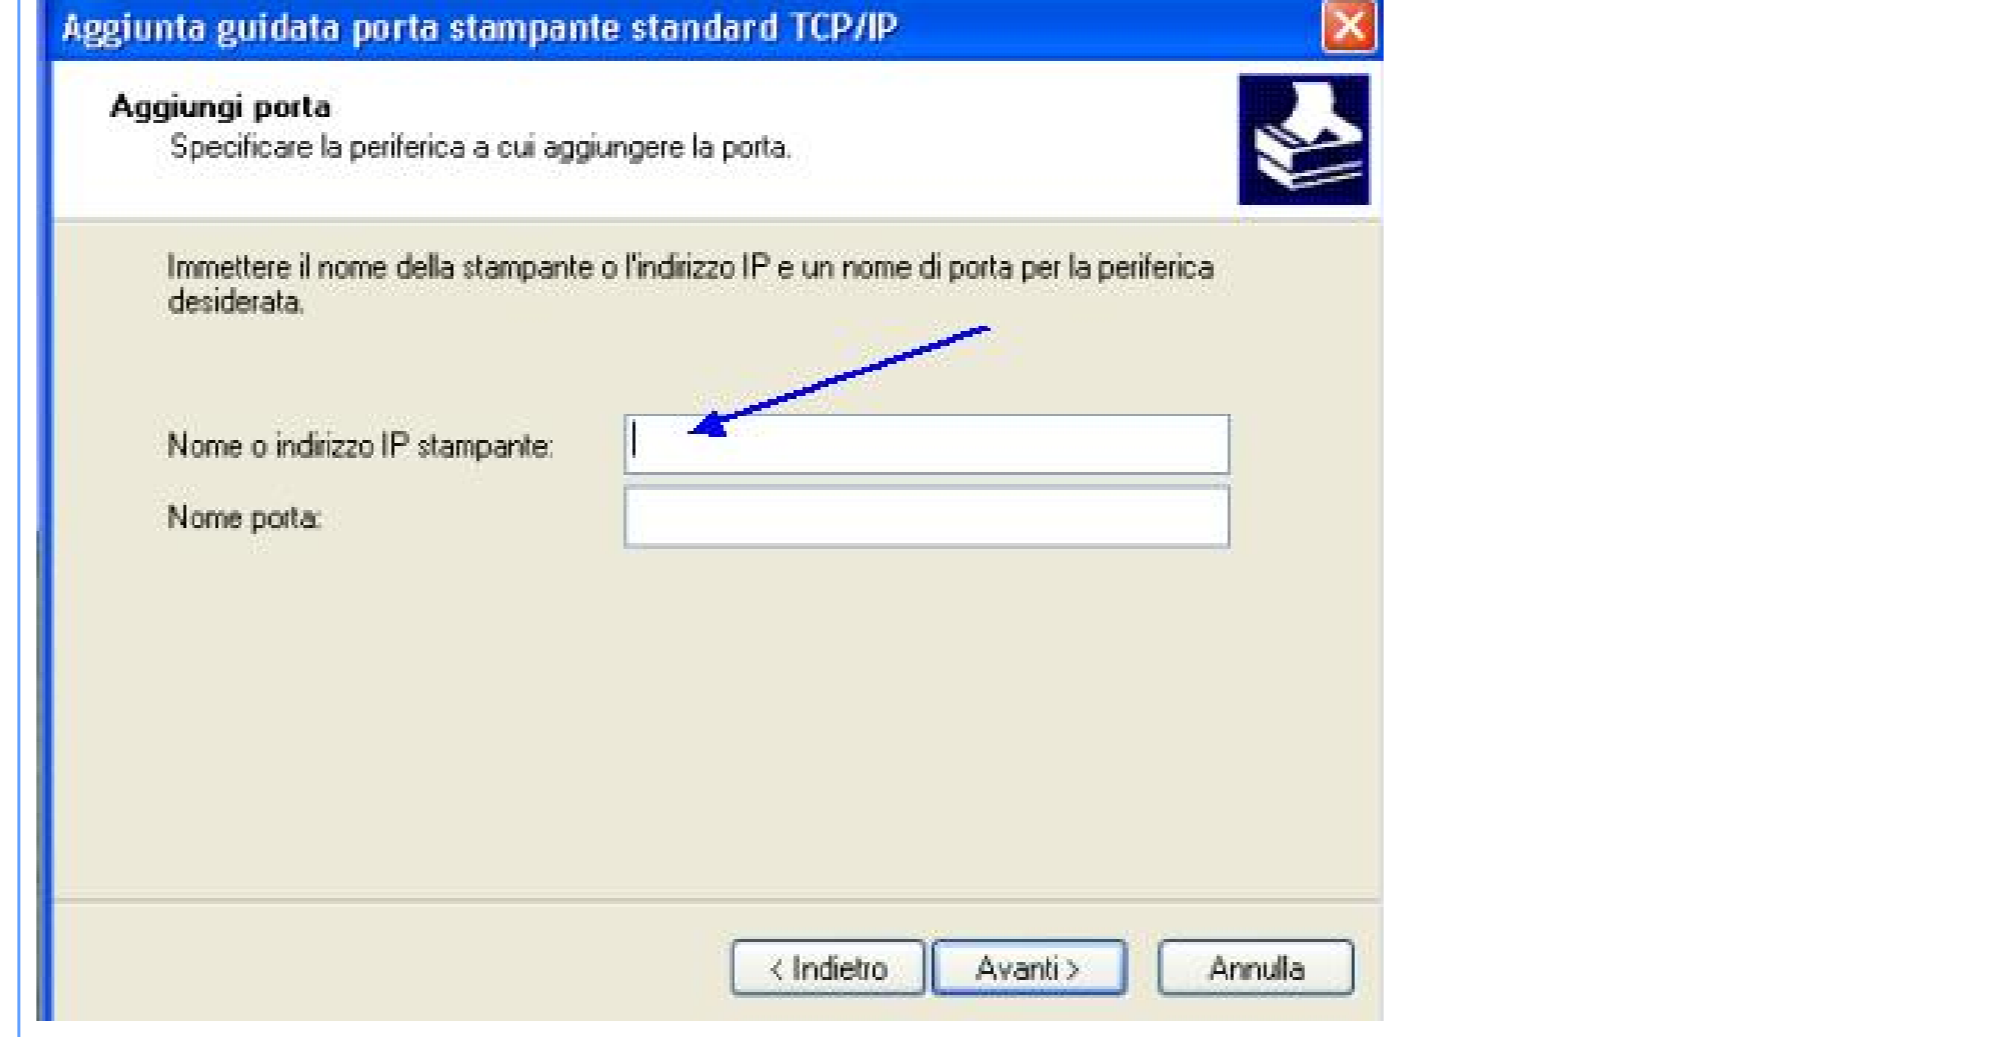 Aggiunta guidata porta stampante standard TCP/IP
Aggiungi porta
Specificare la periferica a cui aggiungere la porta.
Immettere il nome della stampante o l'indirizzo IP e un nome di porta per la periferica
desiderata.
Nome o indirizzo IP stampante:
Nome porta:
< Indietro
Avanti >
Annulla